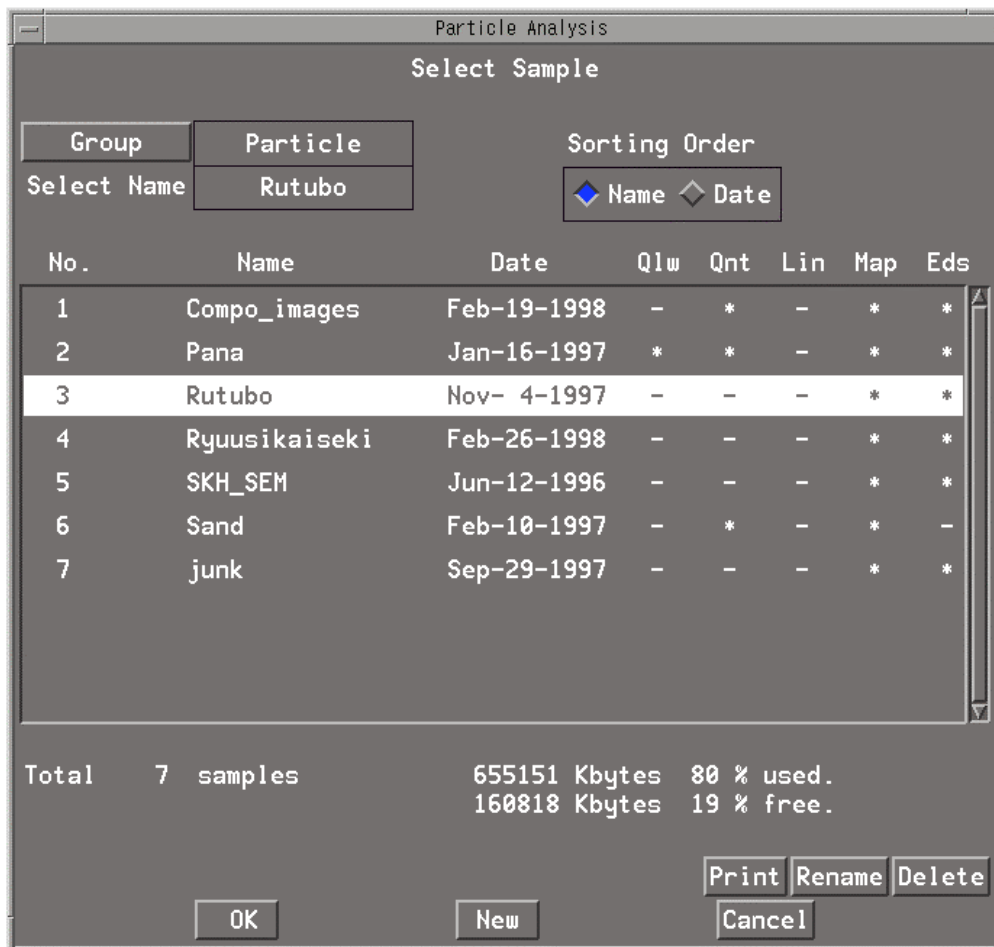 Particle Analysis
Select Sample
Group Particle
Sorting Order
Select Name Rutubo
Name Date
No. Name Date Qlw Qnt Lin Map Eds
1 Compo_images Feb-19-1998 - * - * *
2 Pana Jan-16-1997 * * - * *
3 Rutubo Nov- 4-1997 - - - * *
4 Ryuusikaiseki Feb-26-1998 - - - * *
5 SKH_SEM Jun-12-1996 - - - * *
6 Sand Feb-10-1997 - * - * -
7 junk Sep-29-1997 - - - * *
Total 7 samples 655151 Kbytes 80 % used.
160818 Kbytes 19 % free.
Print Rename Delete
OK New Cancel